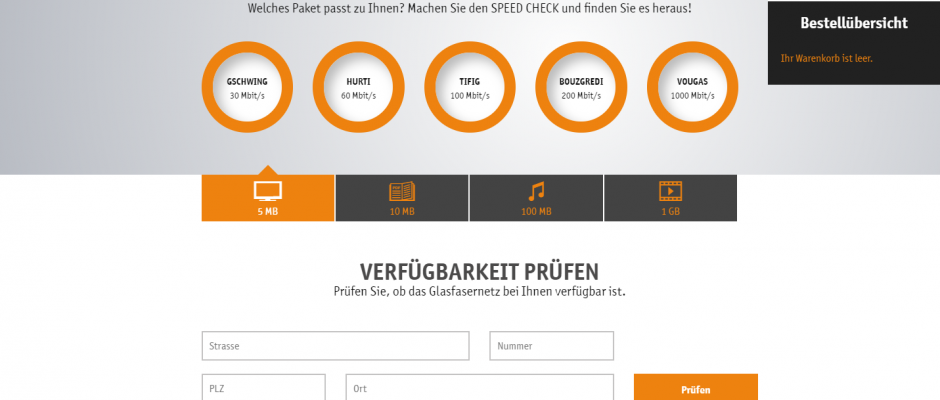 Welches Paket passt zu Ihnen? Machen Sie den SPEED CHECK und finden Sie es heraus!
Bestellübersicht
Ihr Warenkorb ist leer.
GSCHWING
30 Mbit/s
HURTI
60 Mbit/s
TIFIG
100 Mbit/s
BOUZGREDI
200 Mbit/s
VOUGAS
1000 Mbit/s
5 MB
10 MB
100 MB
1 GB
VERFÜGBARKEIT PRÜFEN
Prüfen Sie, ob das Glasfasernetz bei Ihnen verfügbar ist.
Strasse
Nummer
PLZ
Ort
Prüfen